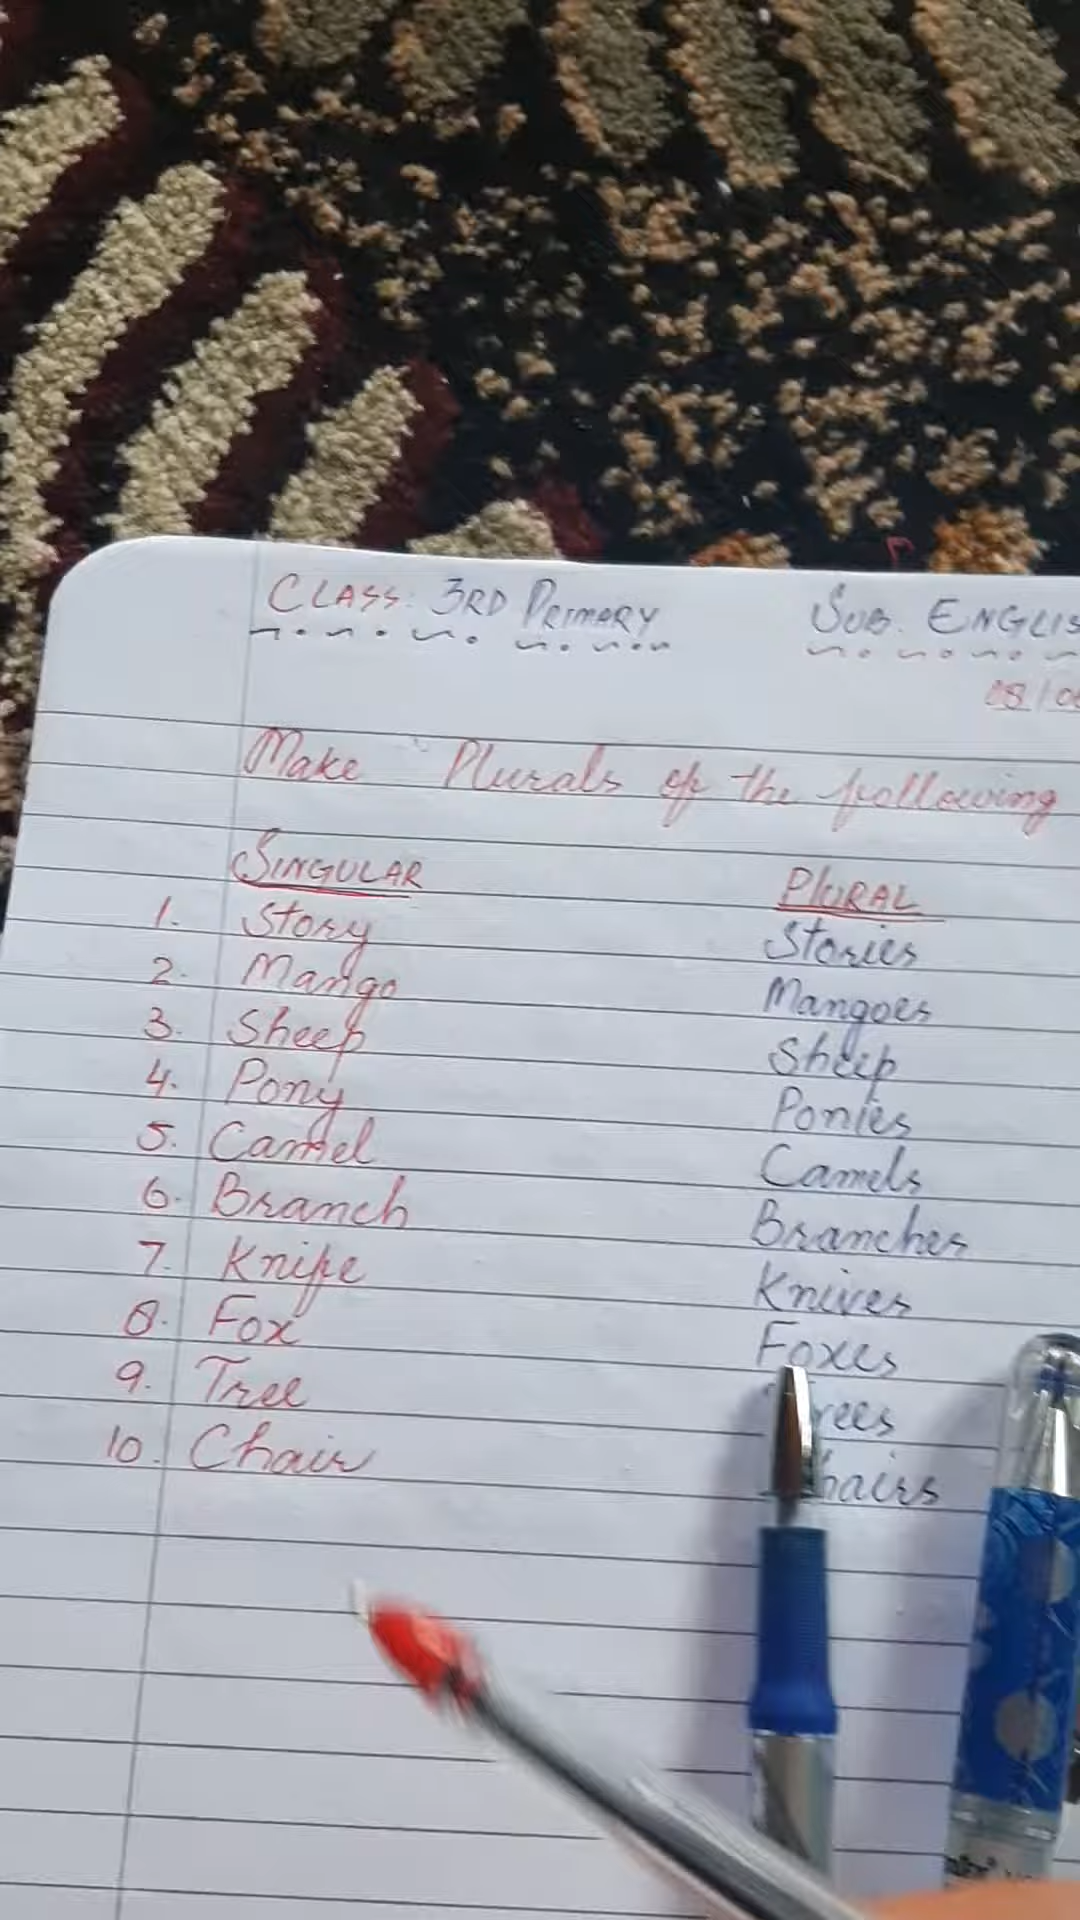 CLASS: 3RD PRIMARY SUB. ENGLIS
Make Plurals of the following
SINGULAR PLURAL
1. Story Stories
2. Mango Mangoes
3. Sheep Sheep
4. Pony Ponies
5. Camel Camels
6. Branch Branches
7. Knife Knives
8. Fox Foxes
9. Tree rees
10. Chair hairs